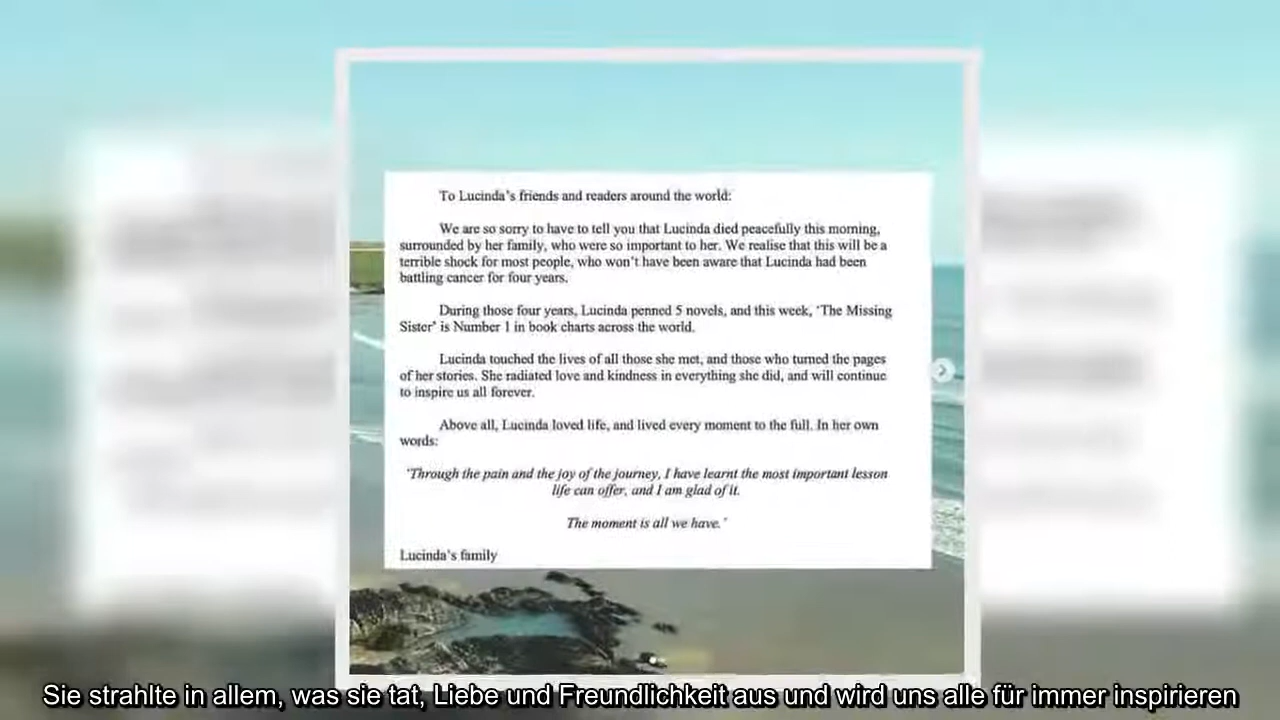 To Lucinda's friends and readers around the world:
We are so sorry to have to tell you that Lucinda died peacefully this morning,
surrounded by her family, who were so important to her. We realise that this will be a
terrible shock for most people, who won't have been aware that Lucinda had been
battling cancer for four years.
During those four years, Lucinda penned 5 novels, and this week, 'The Missing
Sister' is Number 1 in book charts across the world.
Lucinda touched the lives of all those she met, and those who turned the pages
of her stories. She radiated love and kindness in everything she did, and will continue
to inspire us all forever.
Above all, Lucinda loved life, and lived every moment to the full. In her own
words:
'Through the pain and the joy of the journey, I have learnt the most important lesson
life can offer, and I am glad of it.
The moment is all we have.'
Lucinda's family
Sie strahlte in allem, was sie tat, Liebe und Freundlichkeit aus und wird uns alle für immer inspirieren